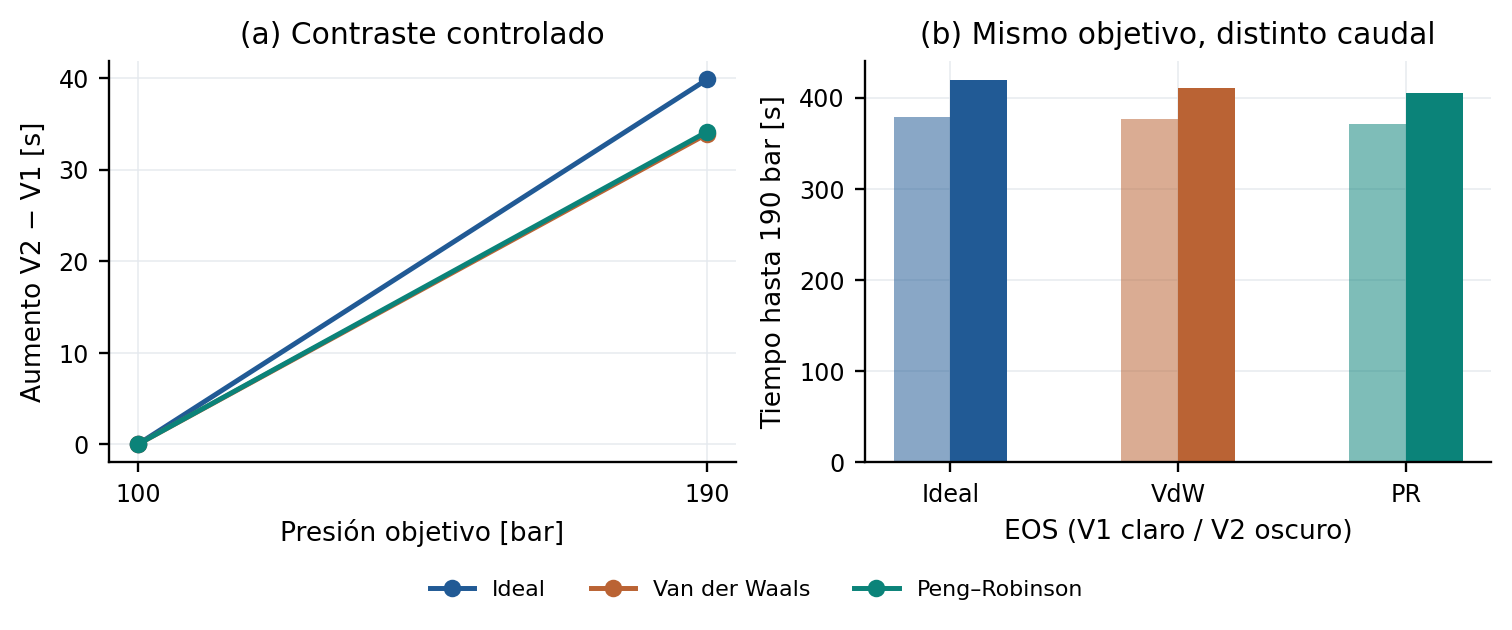 (a) Contraste controlado
Aumento V2 − V1 [s]
40
30
20
10
0
100
190
Presión objetivo [bar]
(b) Mismo objetivo, distinto caudal
Tiempo hasta 190 bar [s]
400
300
200
100
0
Ideal
VdW
PR
EOS (V1 claro / V2 oscuro)
Ideal
Van der Waals
Peng–Robinson